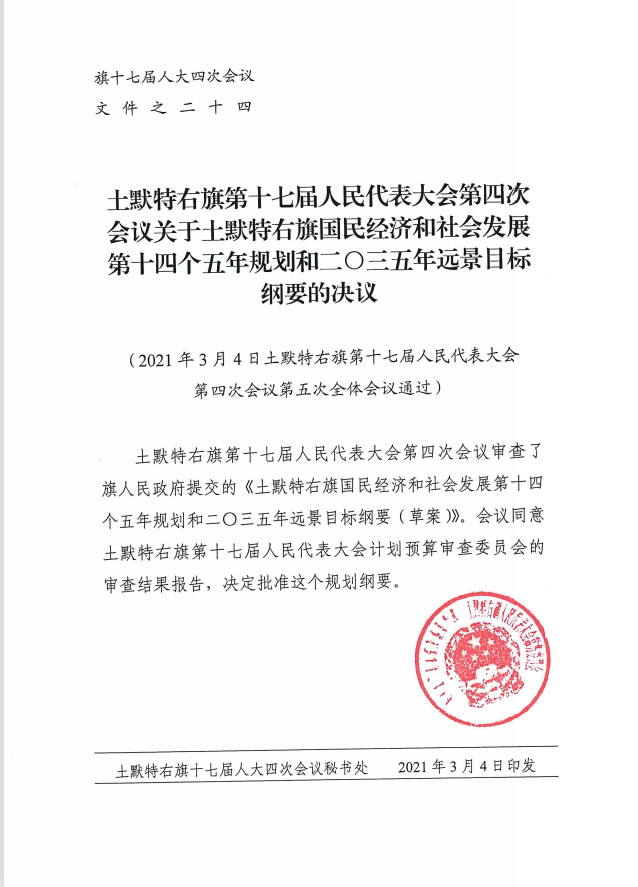 旗十七届人大四次会议
文件之二十四
土默特右旗第十七届人民代表大会第四次
会议关于土默特右旗国民经济和社会发展
第十四个五年规划和二〇三五年远景目标
纲要的决议
（2021年3月4日土默特右旗第十七届人民代表大会
第四次会议第五次全体会议通过）
土默特右旗第十七届人民代表大会第四次会议审查了
旗人民政府提交的《土默特右旗国民经济和社会发展第十四
个五年规划和二〇三五年远景目标纲要（草案）》。会议同意
土默特右旗第十七届人民代表大会计划预算审查委员会的
审查结果报告，决定批准这个规划纲要。
土默特右旗十七届人大四次会议秘书处 2021年3月4日印发